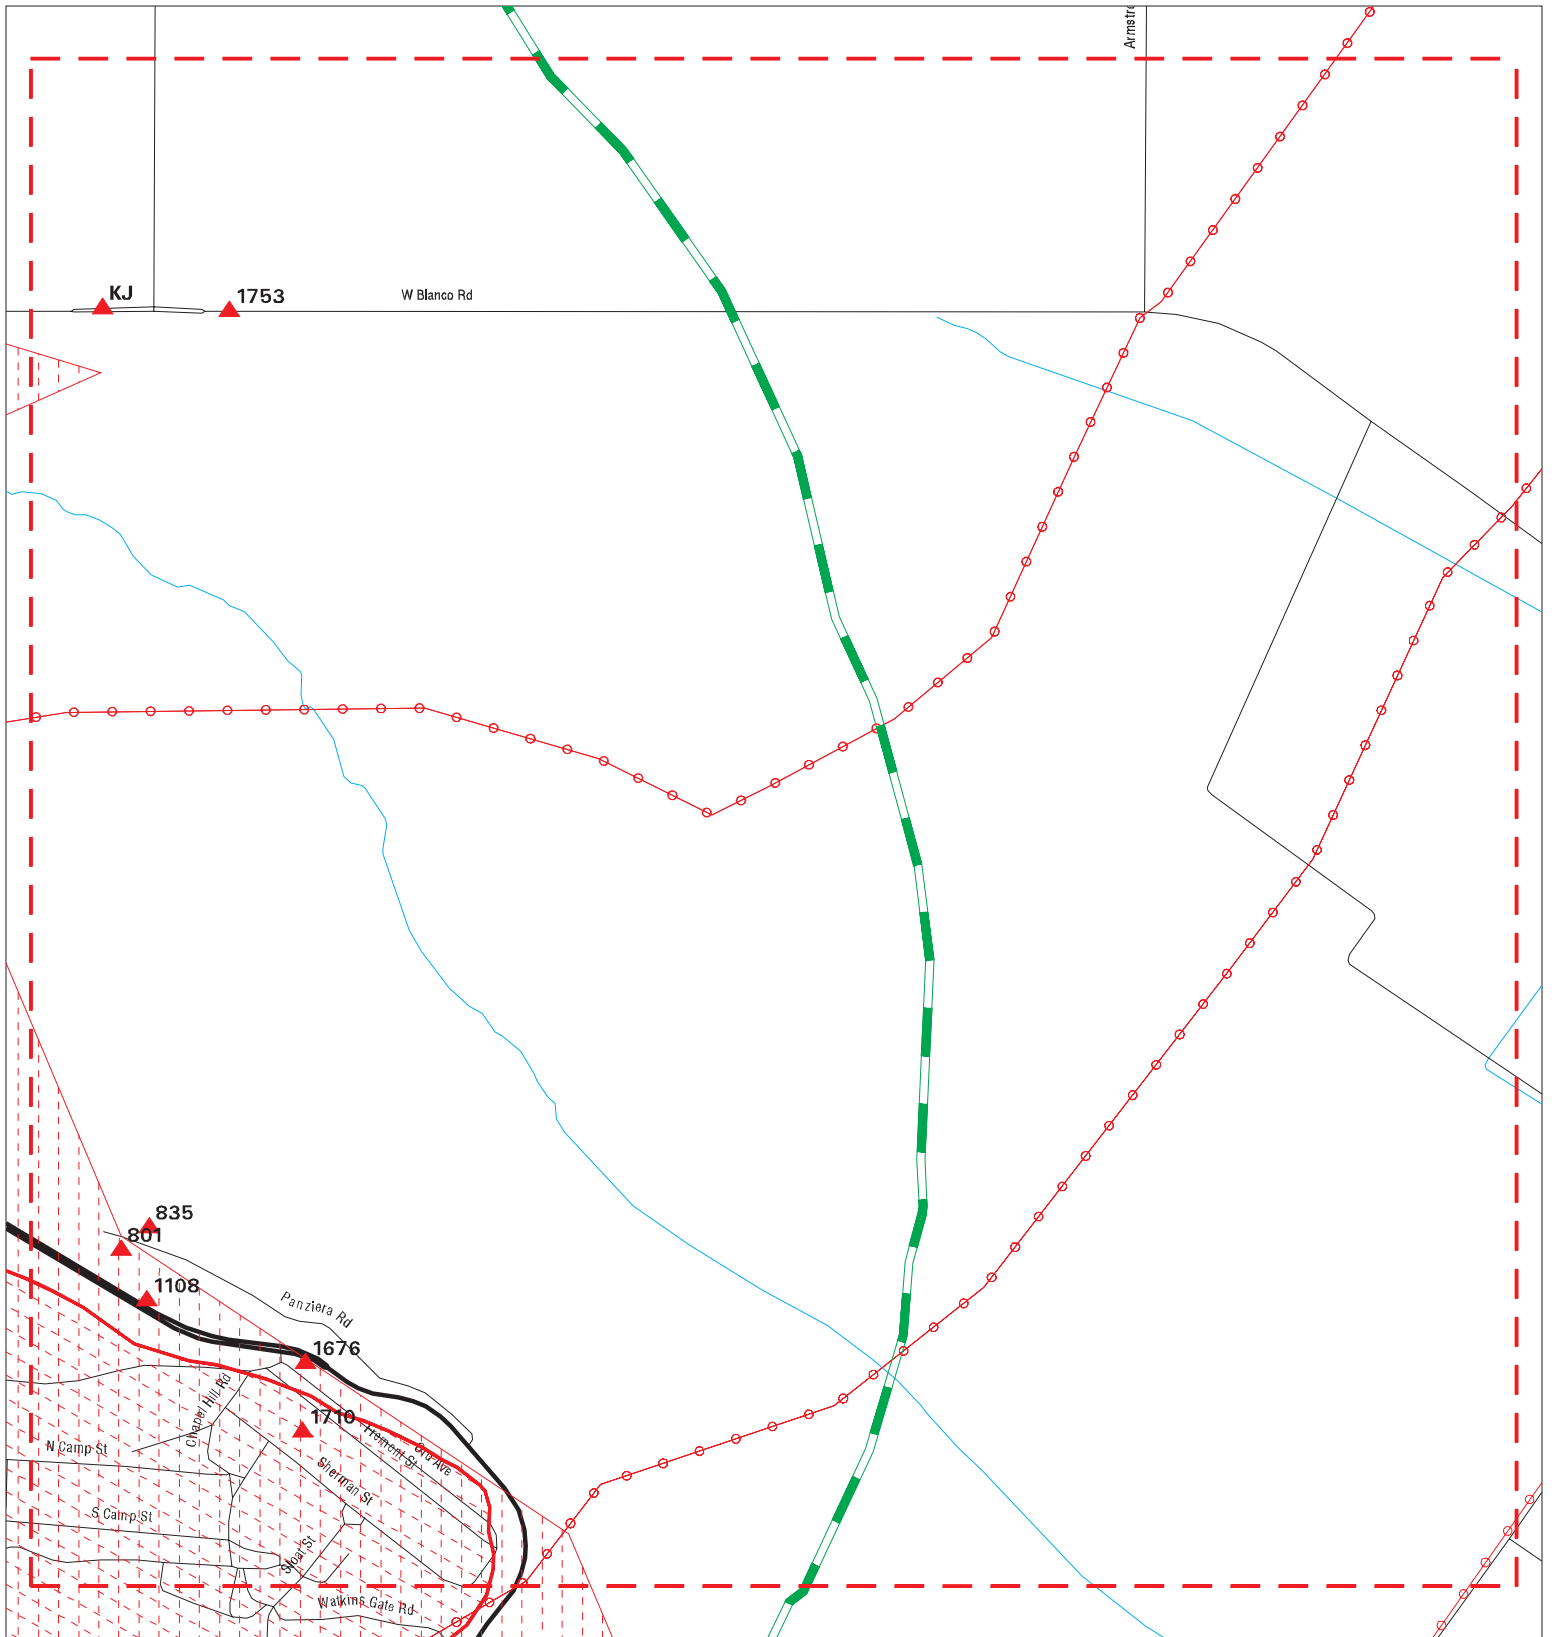 Armstr
KJ
1753
W Blanco Rd
835
801
1108
Panziera Rd
1676
Chapel Hill Rd
1710
Fremont St
Ord Ave
N Camp St
Sherman St
S Camp St
Sloat St
Watkins Gate Rd